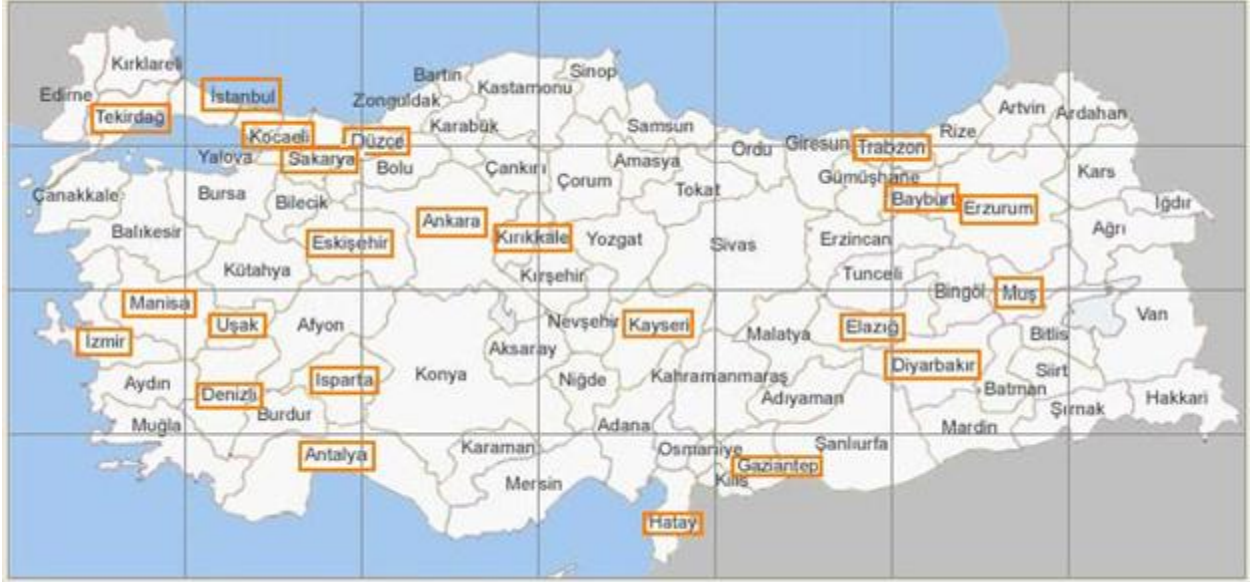 Kırklareli
Edirne
Tekirdağ
İstanbul
Kocaeli
Yalova
Sakarya
Düzçe
Zonguldak
Bartın
Karabük
Kastamonu
Sinop
Bolu
Çankırı
Çorum
Samsun
Amasya
Tokat
Ordu
Giresun
Trabzon
Gümüşhane
Rize
Artvin
Ardahan
Kars
Bayburt
Erzurum
Iğdır
Ağrı
Çanakkale
Bursa
Bilecik
Balıkesir
Eskişehir
Ankara
Kırıkkale
Yozgat
Sivas
Erzincan
Tunceli
Kütahya
Kırşehir
Bingöl
Muş
Manisa
Uşak
Afyon
Nevşehir
Kayseri
Malatya
Elazığ
Bitlis
Van
İzmir
Aksaray
Konya
Niğde
Kahramanmaraş
Diyarbakır
Siirt
Batman
Aydın
Denizli
Isparta
Burdur
Adıyaman
Şırnak
Hakkari
Muğla
Adana
Mardin
Antalya
Karaman
Mersin
Osmaniye
Şanlıurfa
Gaziantep
Kilis
Hatay